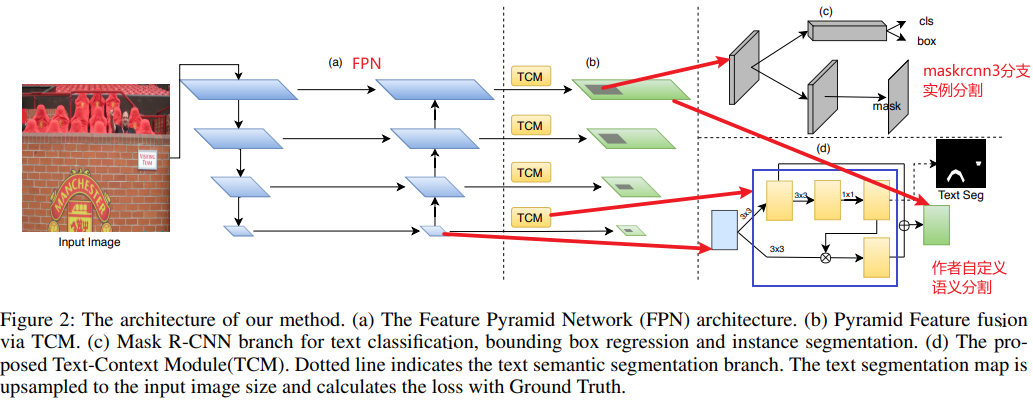 (a) FPN
(b)
(c)
cls
box
TCM
TCM
TCM
TCM
maskrcnn3分支
实例分割
mask
(d)
VISITING
TEAM
MANCHESTER
3x3
3x3
1x1
3x3
Text Seg
Input Image
作者自定义
语义分割
Figure 2: The architecture of our method. (a) The Feature Pyramid Network (FPN) architecture. (b) Pyramid Feature fusion
via TCM. (c) Mask R-CNN branch for text classification, bounding box regression and instance segmentation. (d) The pro-
posed Text-Context Module(TCM). Dotted line indicates the text semantic segmentation branch. The text segmentation map is
upsampled to the input image size and calculates the loss with Ground Truth.